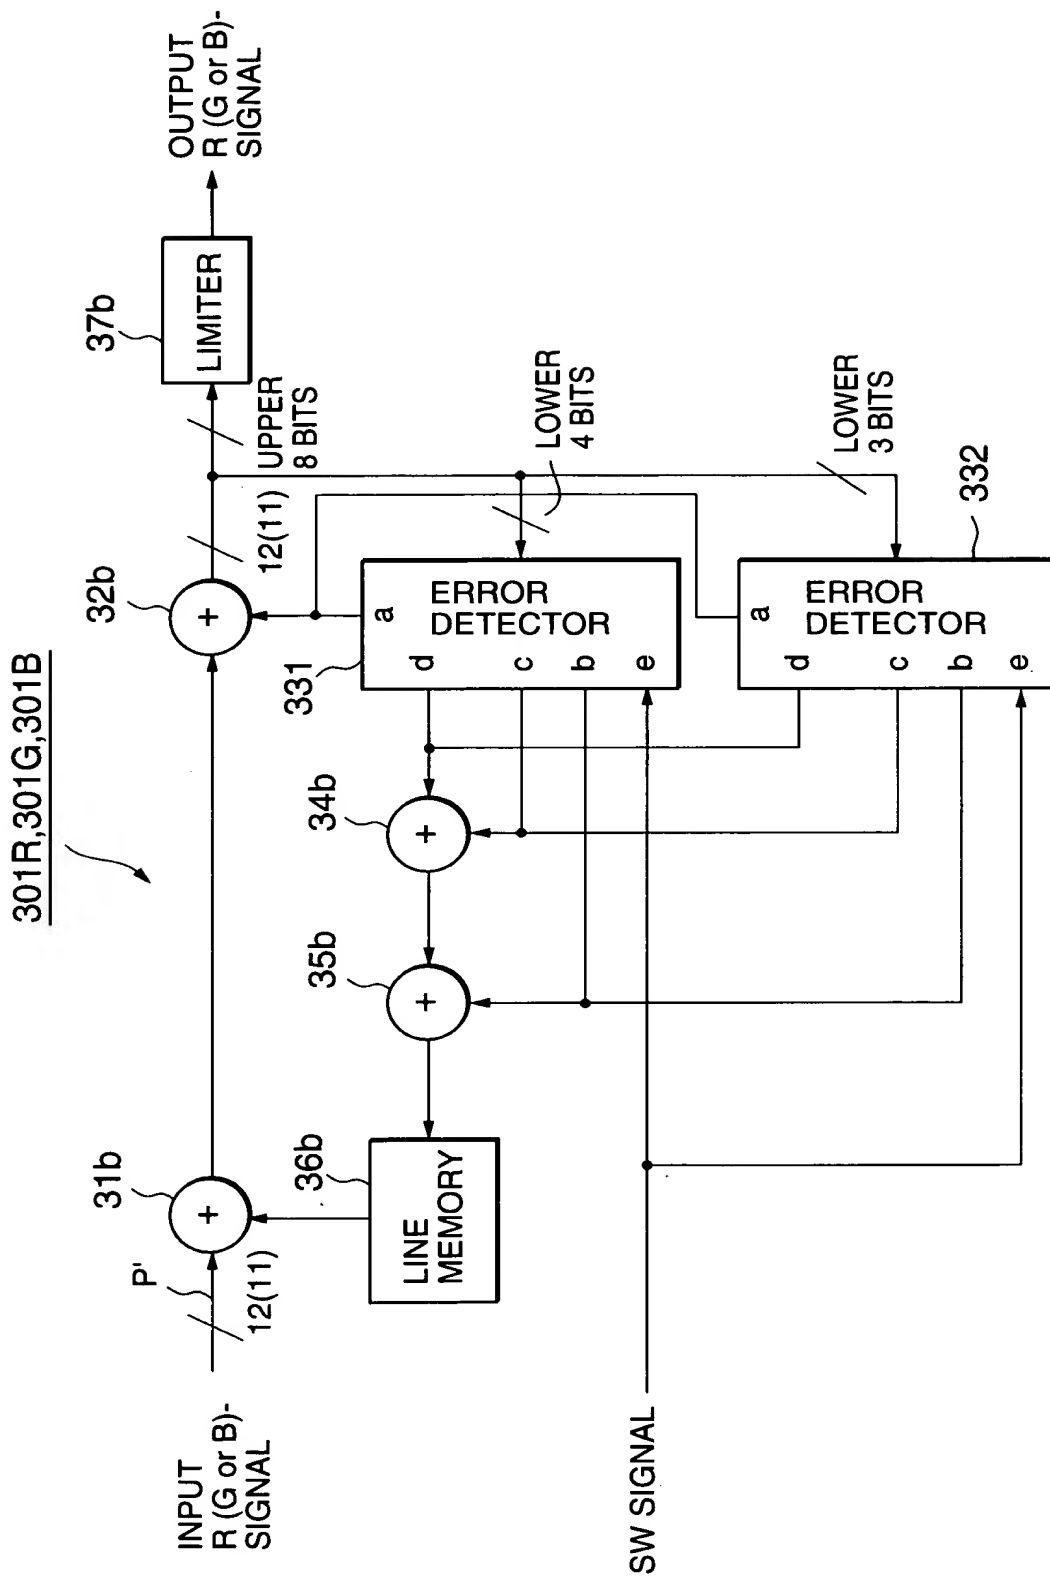 301R,301G,301B
INPUT
R (G or B)-
SIGNAL
P'
12(11)
31b
+
32b
+
12(11)
UPPER
8 BITS
37b
LIMITER
OUTPUT
R (G or B)-
SIGNAL
36b
LINE
MEMORY
35b
+
34b
+
331
a
d
c
b
e
ERROR
DETECTOR
LOWER
4 BITS
332
a
d
c
b
e
ERROR
DETECTOR
LOWER
3 BITS
SW SIGNAL